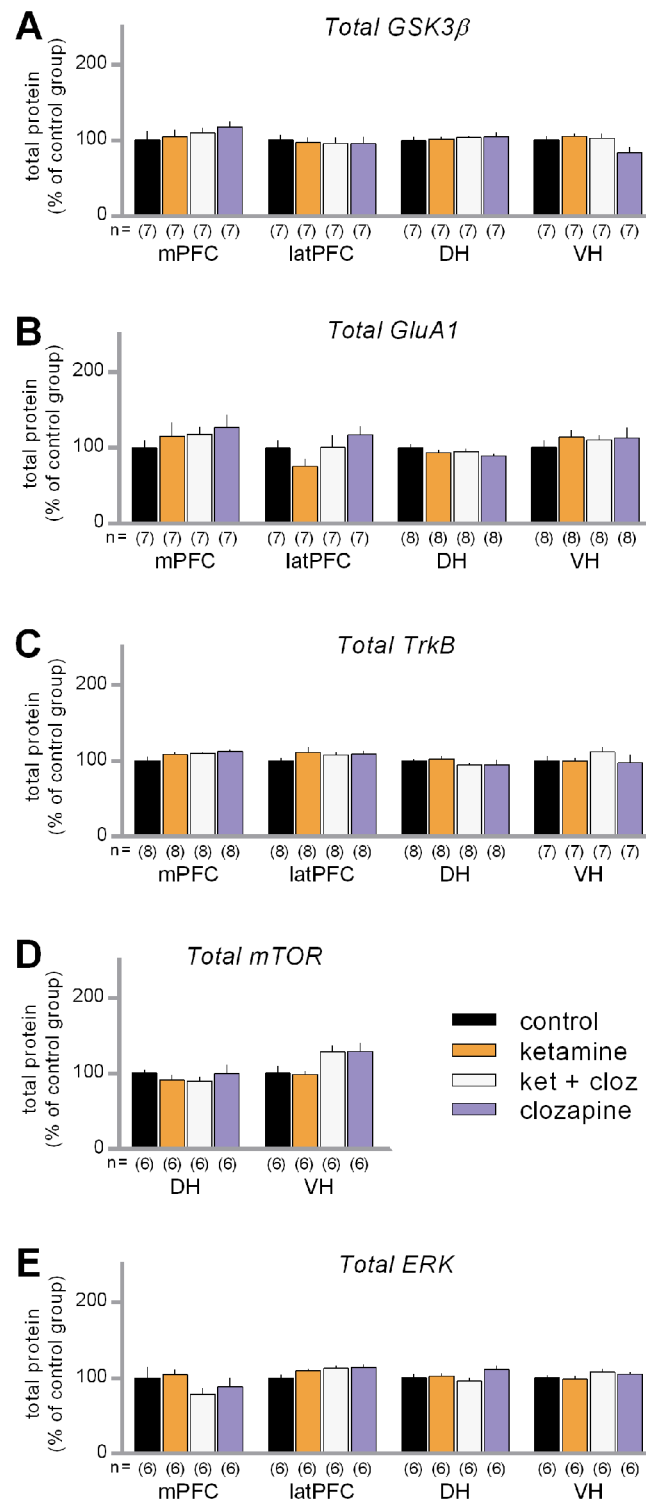 A
Total GSK3β
total protein
(% of control group)
200
100
0
n = (7) (7) (7) (7) (7) (7) (7) (7) (7) (7) (7) (7) (7) (7) (7) (7)
mPFC latPFC DH VH
B
Total GluA1
total protein
(% of control group)
200
100
0
n = (7) (7) (7) (7) (7) (7) (7) (7) (8) (8) (8) (8) (8) (8) (8) (8)
mPFC latPFC DH VH
C
Total TrkB
total protein
(% of control group)
200
100
0
n = (8) (8) (8) (8) (8) (8) (8) (8) (8) (8) (8) (8) (7) (7) (7) (7)
mPFC latPFC DH VH
D
Total mTOR
total protein
(% of control group)
200
100
0
n = (6) (6) (6) (6) (6) (6) (6) (6)
DH VH
control
ketamine
ket + cloz
clozapine
E
Total ERK
total protein
(% of control group)
200
100
0
n = (6) (6) (6) (6) (6) (6) (6) (6) (6) (6) (6) (6) (6) (6) (6) (6)
mPFC latPFC DH VH